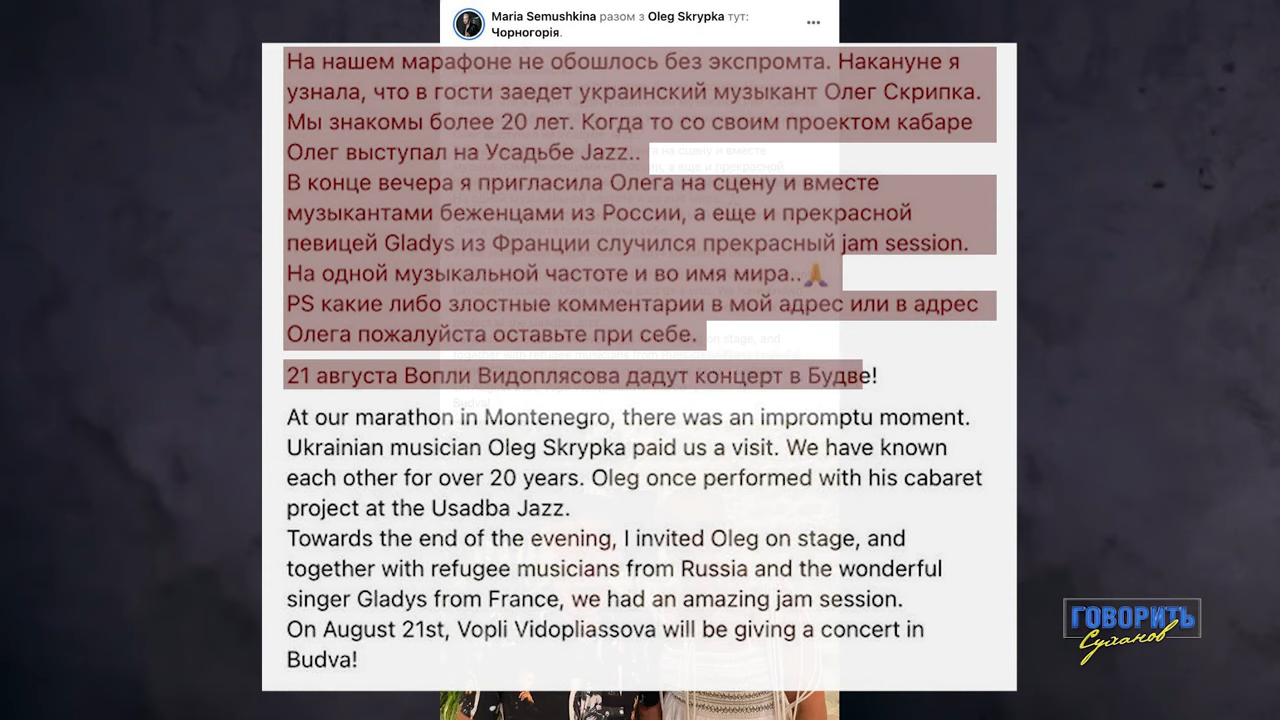 Maria Semushkina разом з Oleg Skrypka тут:
Чорногорія.
На нашем марафоне не обошлось без экспромта. Накануне я
узнала, что в гости заедет украинский музыкант Олег Скрипка.
Мы знакомы более 20 лет. Когда то со своим проектом кабаре
Олег выступал на Усадьбе Jazz..
В конце вечера я пригласила Олега на сцену и вместе
музыкантами беженцами из России, а еще и прекрасной
певицей Gladys из Франции случился прекрасный jam session.
На одной музыкальной частоте и во имя мира..🙏
PS какие либо злостные комментарии в мой адрес или в адрес
Олега пожалуйста оставьте при себе.
21 августа Вопли Видоплясова дадут концерт в Будве!
At our marathon in Montenegro, there was an impromptu moment.
Ukrainian musician Oleg Skrypka paid us a visit. We have known
each other for over 20 years. Oleg once performed with his cabaret
project at the Usadba Jazz.
Towards the end of the evening, I invited Oleg on stage, and
together with refugee musicians from Russia and the wonderful
singer Gladys from France, we had an amazing jam session.
On August 21st, Vopli Vidopliassova will be giving a concert in
Budva!
ГОВОРИТЬ
Суханов